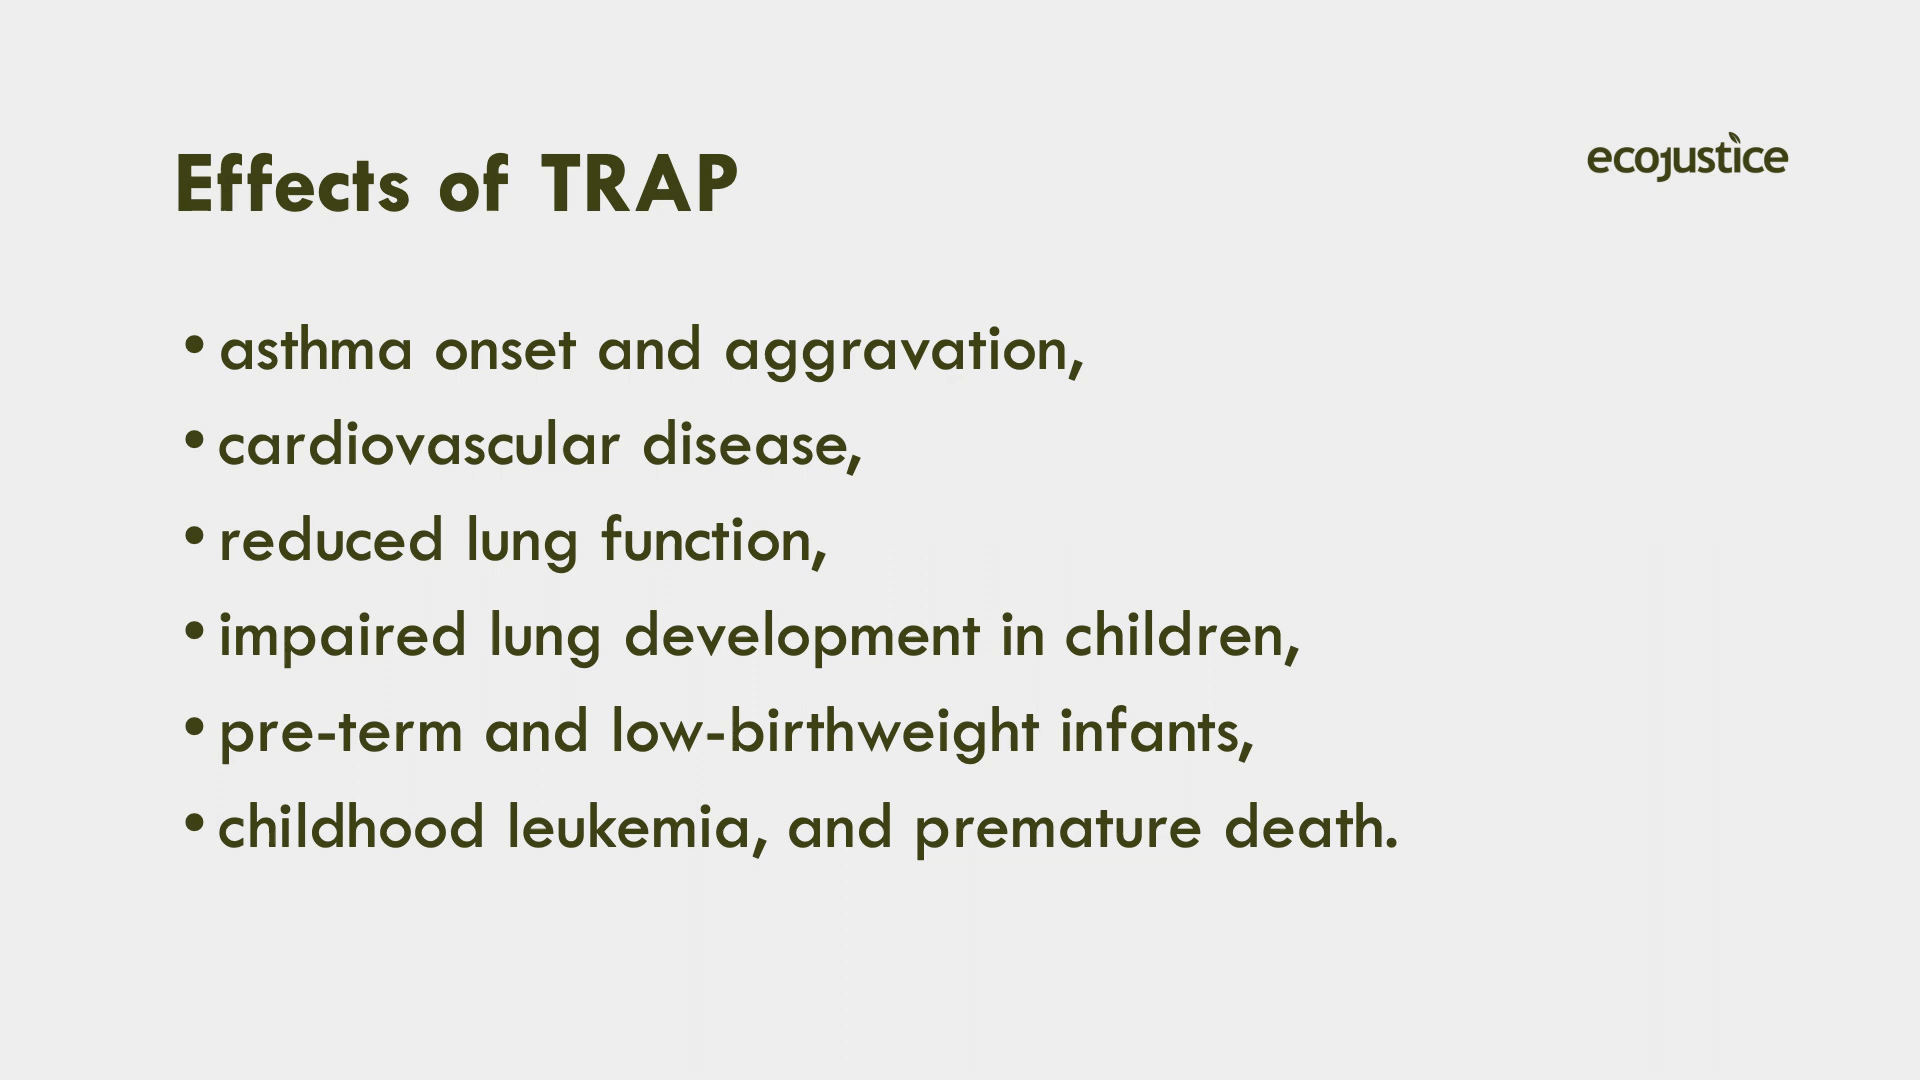 Effects of TRAP
ecojustice
• asthma onset and aggravation,
• cardiovascular disease,
• reduced lung function,
• impaired lung development in children,
• pre-term and low-birthweight infants,
• childhood leukemia, and premature death.